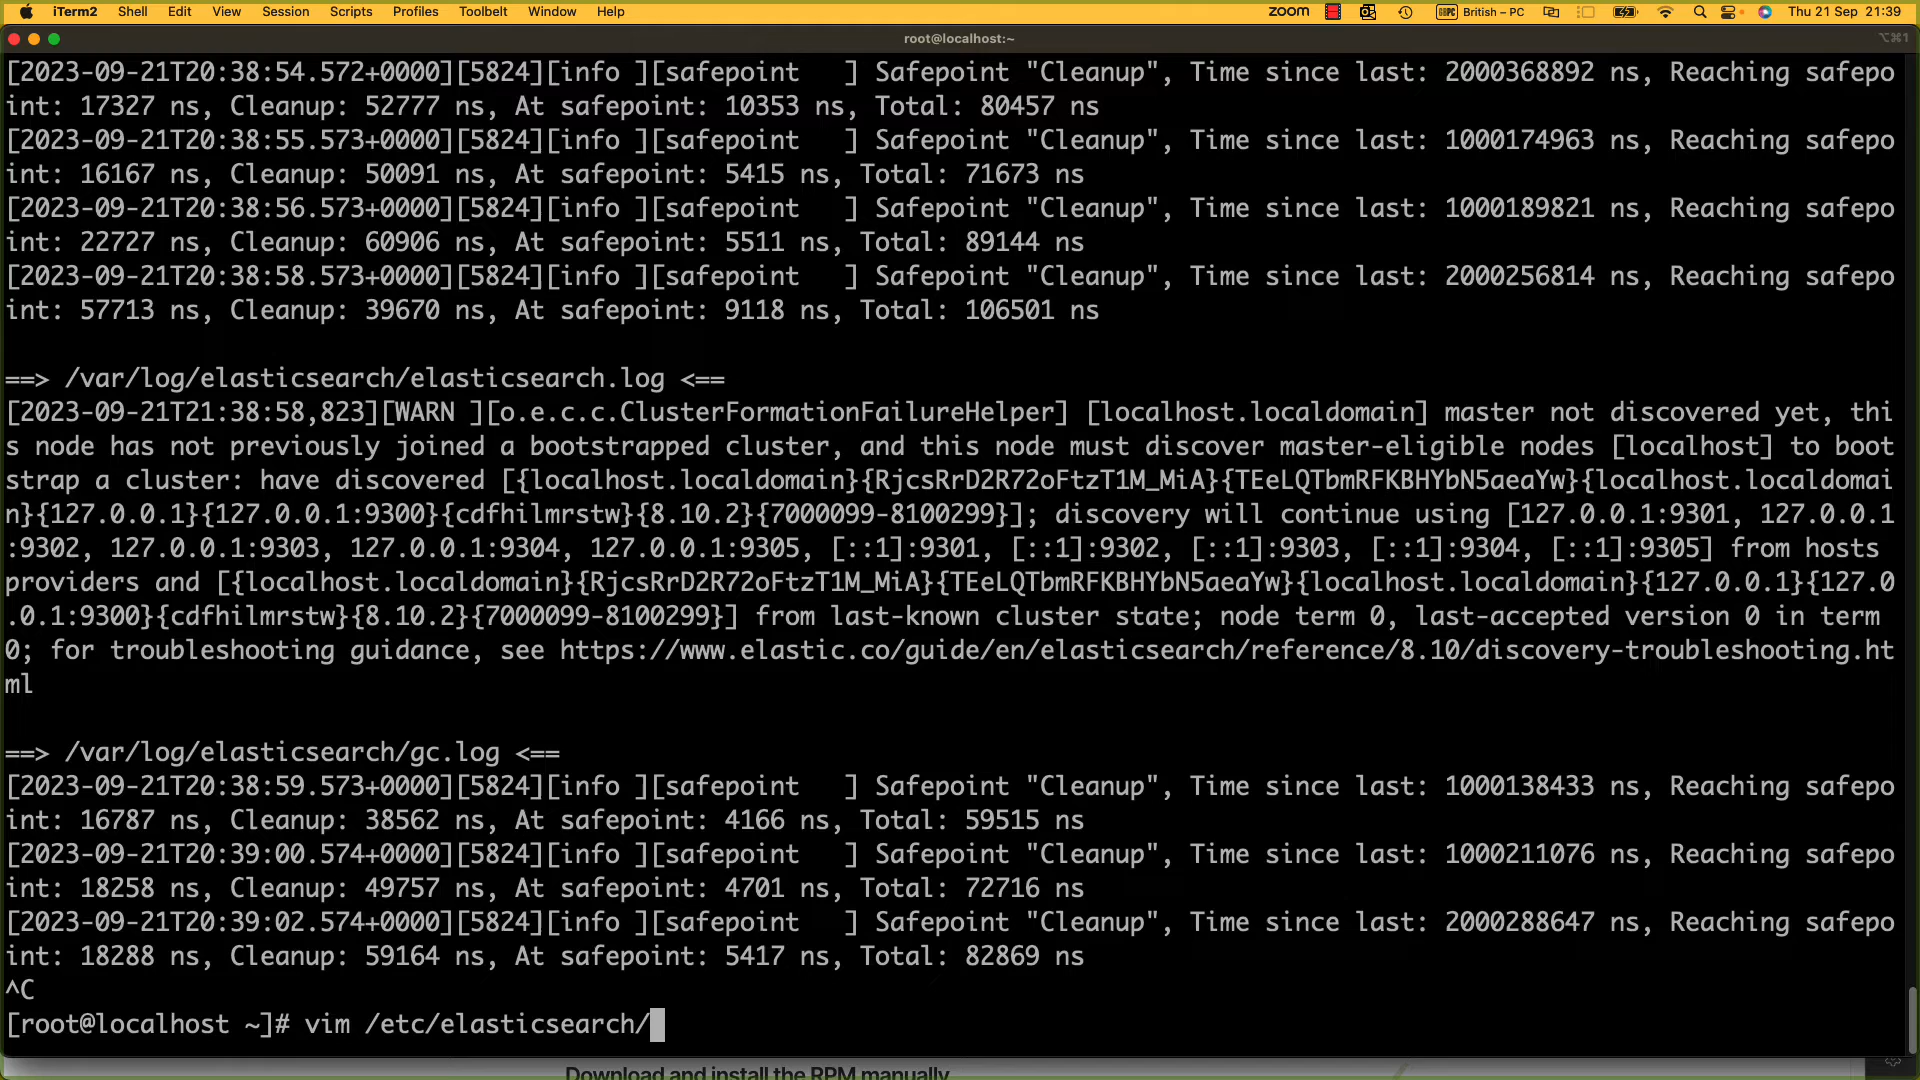 iTerm2 Shell Edit View Session Scripts Profiles Toolbelt Window Help zoom British – PC Thu 21 Sep 21:39
root@localhost:~ ⌥⌘1
[2023-09-21T20:38:54.572+0000][5824][info ][safepoint   ] Safepoint "Cleanup", Time since last: 2000368892 ns, Reaching safepo
int: 17327 ns, Cleanup: 52777 ns, At safepoint: 10353 ns, Total: 80457 ns
[2023-09-21T20:38:55.573+0000][5824][info ][safepoint   ] Safepoint "Cleanup", Time since last: 1000174963 ns, Reaching safepo
int: 16167 ns, Cleanup: 50091 ns, At safepoint: 5415 ns, Total: 71673 ns
[2023-09-21T20:38:56.573+0000][5824][info ][safepoint   ] Safepoint "Cleanup", Time since last: 1000189821 ns, Reaching safepo
int: 22727 ns, Cleanup: 60906 ns, At safepoint: 5511 ns, Total: 89144 ns
[2023-09-21T20:38:58.573+0000][5824][info ][safepoint   ] Safepoint "Cleanup", Time since last: 2000256814 ns, Reaching safepo
int: 57713 ns, Cleanup: 39670 ns, At safepoint: 9118 ns, Total: 106501 ns
==> /var/log/elasticsearch/elasticsearch.log <==
[2023-09-21T21:38:58,823][WARN ][o.e.c.c.ClusterFormationFailureHelper] [localhost.localdomain] master not discovered yet, thi
s node has not previously joined a bootstrapped cluster, and this node must discover master-eligible nodes [localhost] to boot
strap a cluster: have discovered [{localhost.localdomain}{RjcsRrD2R72oFtzT1M_MiA}{TEeLQTbmRFKBHYbN5aeaYw}{localhost.localdomai
n}{127.0.0.1}{127.0.0.1:9300}{cdfhilmrstw}{8.10.2}{7000099-8100299}]; discovery will continue using [127.0.0.1:9301, 127.0.0.1
:9302, 127.0.0.1:9303, 127.0.0.1:9304, 127.0.0.1:9305, [::1]:9301, [::1]:9302, [::1]:9303, [::1]:9304, [::1]:9305] from hosts
providers and [{localhost.localdomain}{RjcsRrD2R72oFtzT1M_MiA}{TEeLQTbmRFKBHYbN5aeaYw}{localhost.localdomain}{127.0.0.1}{127.0
.0.1:9300}{cdfhilmrstw}{8.10.2}{7000099-8100299}] from last-known cluster state; node term 0, last-accepted version 0 in term
0; for troubleshooting guidance, see https://www.elastic.co/guide/en/elasticsearch/reference/8.10/discovery-troubleshooting.ht
ml
==> /var/log/elasticsearch/gc.log <==
[2023-09-21T20:38:59.573+0000][5824][info ][safepoint   ] Safepoint "Cleanup", Time since last: 1000138433 ns, Reaching safepo
int: 16787 ns, Cleanup: 38562 ns, At safepoint: 4166 ns, Total: 59515 ns
[2023-09-21T20:39:00.574+0000][5824][info ][safepoint   ] Safepoint "Cleanup", Time since last: 1000211076 ns, Reaching safepo
int: 18258 ns, Cleanup: 49757 ns, At safepoint: 4701 ns, Total: 72716 ns
[2023-09-21T20:39:02.574+0000][5824][info ][safepoint   ] Safepoint "Cleanup", Time since last: 2000288647 ns, Reaching safepo
int: 18288 ns, Cleanup: 59164 ns, At safepoint: 5417 ns, Total: 82869 ns
^C
[root@localhost ~]# vim /etc/elasticsearch/
Download and install the RPM manually